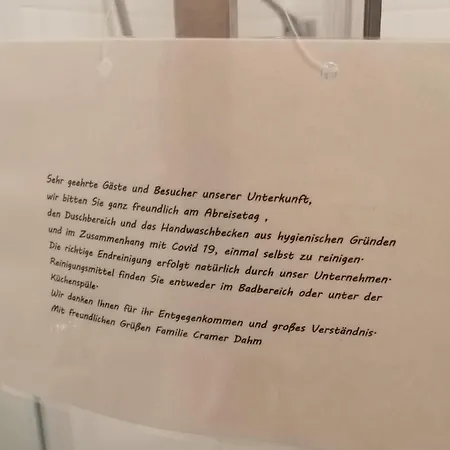 Sehr geehrte Gäste und Besucher unserer Unterkunft,
wir bitten Sie ganz freundlich am Abreisetag ,
den Duschbereich und das Handwaschbecken aus hygienischen Gründen
und im Zusammenhang mit Covid 19, einmal selbst zu reinigen.
Die richtige Endreinigung erfolgt natürlich durch unser Unternehmen.
Reinigungsmittel finden Sie entweder im Badbereich oder unter der
Küchenspüle.
Wir danken Ihnen für ihr Entgegenkommen und großes Verständnis.
Mit freundlichen Grüßen Familie Cramer Dahm